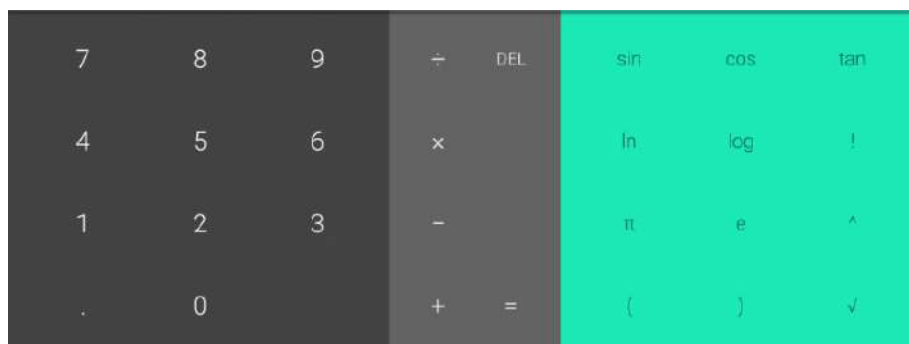 7 8 9 ÷ DEL sin cos tan
4 5 6 × ln log !
1 2 3 − π e ^
. 0 + = ( ) √